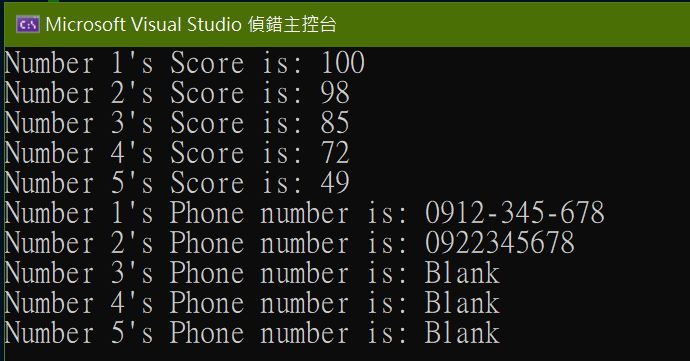 Microsoft Visual Studio 偵錯主控台
Number 1's Score is: 100
Number 2's Score is: 98
Number 3's Score is: 85
Number 4's Score is: 72
Number 5's Score is: 49
Number 1's Phone number is: 0912-345-678
Number 2's Phone number is: 0922345678
Number 3's Phone number is: Blank
Number 4's Phone number is: Blank
Number 5's Phone number is: Blank